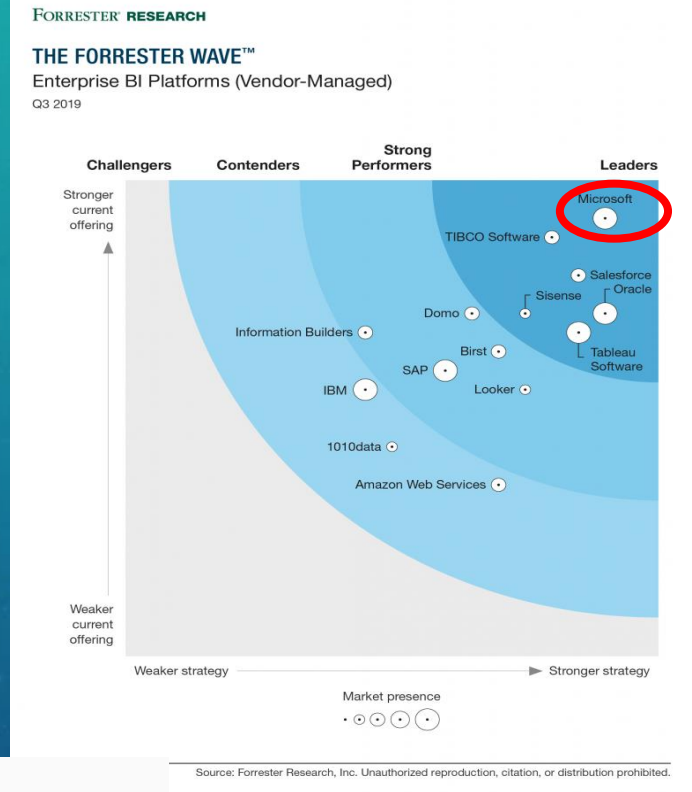 FORRESTER® RESEARCH
THE FORRESTER WAVE™
Enterprise BI Platforms (Vendor-Managed)
Q3 2019
Challengers
Contenders
Strong
Performers
Leaders
Stronger
current
offering
Microsoft
TIBCO Software
Salesforce
Oracle
Sisense
Domo
Information Builders
Birst
Tableau
Software
SAP
IBM
Looker
1010data
Amazon Web Services
Weaker
current
offering
Weaker strategy
Stronger strategy
Market presence
Source: Forrester Research, Inc. Unauthorized reproduction, citation, or distribution prohibited.